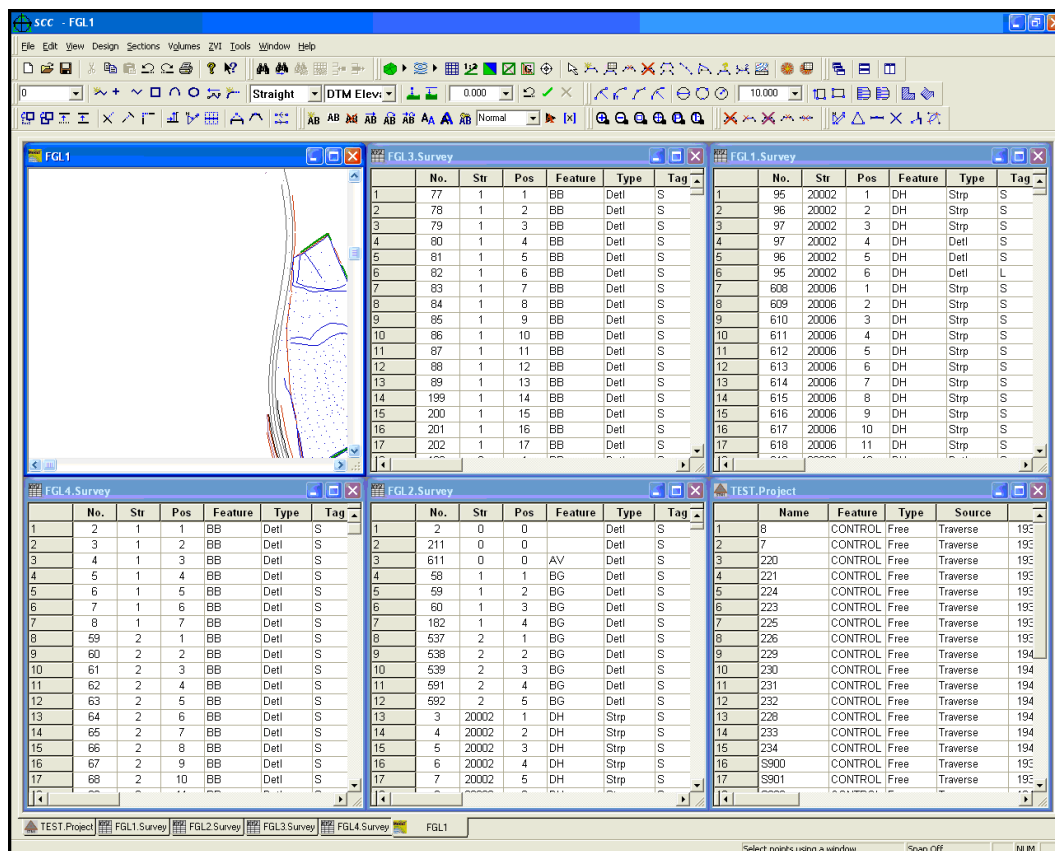 SCC - FGL1
File Edit View Design Sections Volumes ZVI Tools Window Help
0 Straight DTM Elev: 0.000 10.000
AB AB AB AB AB AB AA A AB Normal
FGL1
FGL3.Survey
No. Str Pos Feature Type Tag
1 77 1 1 BB Detl S
2 78 1 2 BB Detl S
3 79 1 3 BB Detl S
4 80 1 4 BB Detl S
5 81 1 5 BB Detl S
6 82 1 6 BB Detl S
7 83 1 7 BB Detl S
8 84 1 8 BB Detl S
9 85 1 9 BB Detl S
10 86 1 10 BB Detl S
11 87 1 11 BB Detl S
12 88 1 12 BB Detl S
13 89 1 13 BB Detl S
14 199 1 14 BB Detl S
15 200 1 15 BB Detl S
16 201 1 16 BB Detl S
17 202 1 17 BB Detl S
FGL1.Survey
No. Str Pos Feature Type Tag
1 95 20002 1 DH Strp S
2 96 20002 2 DH Strp S
3 97 20002 3 DH Strp S
4 97 20002 4 DH Detl S
5 96 20002 5 DH Detl S
6 95 20002 6 DH Detl L
7 608 20006 1 DH Strp S
8 609 20006 2 DH Strp S
9 610 20006 3 DH Strp S
10 611 20006 4 DH Strp S
11 612 20006 5 DH Strp S
12 613 20006 6 DH Strp S
13 614 20006 7 DH Strp S
14 615 20006 8 DH Strp S
15 616 20006 9 DH Strp S
16 617 20006 10 DH Strp S
17 618 20006 11 DH Strp S
FGL4.Survey
No. Str Pos Feature Type Tag
1 2 1 1 BB Detl S
2 3 1 2 BB Detl S
3 4 1 3 BB Detl S
4 5 1 4 BB Detl S
5 6 1 5 BB Detl S
6 7 1 6 BB Detl S
7 8 1 7 BB Detl S
8 59 2 1 BB Detl S
9 60 2 2 BB Detl S
10 61 2 3 BB Detl S
11 62 2 4 BB Detl S
12 63 2 5 BB Detl S
13 64 2 6 BB Detl S
14 65 2 7 BB Detl S
15 66 2 8 BB Detl S
16 67 2 9 BB Detl S
17 68 2 10 BB Detl S
FGL2.Survey
No. Str Pos Feature Type Tag
1 2 0 0 Detl S
2 211 0 0 Detl S
3 611 0 0 AV Detl S
4 58 1 1 BG Detl S
5 59 1 2 BG Detl S
6 60 1 3 BG Detl S
7 182 1 4 BG Detl S
8 537 2 1 BG Detl S
9 538 2 2 BG Detl S
10 539 2 3 BG Detl S
11 591 2 4 BG Detl S
12 592 2 5 BG Detl S
13 3 20002 1 DH Strp S
14 4 20002 2 DH Strp S
15 5 20002 3 DH Strp S
16 6 20002 4 DH Strp S
17 7 20002 5 DH Strp S
TEST.Project
Name Feature Type Source
1 8 CONTROL Free Traverse 193
2 7 CONTROL Free Traverse 193
3 220 CONTROL Free Traverse 193
4 221 CONTROL Free Traverse 193
5 224 CONTROL Free Traverse 193
6 223 CONTROL Free Traverse 193
7 225 CONTROL Free Traverse 193
8 226 CONTROL Free Traverse 193
9 229 CONTROL Free Traverse 194
10 230 CONTROL Free Traverse 194
11 231 CONTROL Free Traverse 194
12 232 CONTROL Free Traverse 194
13 228 CONTROL Free Traverse 194
14 233 CONTROL Free Traverse 194
15 234 CONTROL Free Traverse 194
16 S900 CONTROL Free Traverse 193
17 S901 CONTROL Free Traverse 193
TEST.Project FGL1.Survey FGL2.Survey FGL3.Survey FGL4.Survey FGL1
Select points using a window Snap Off NUM